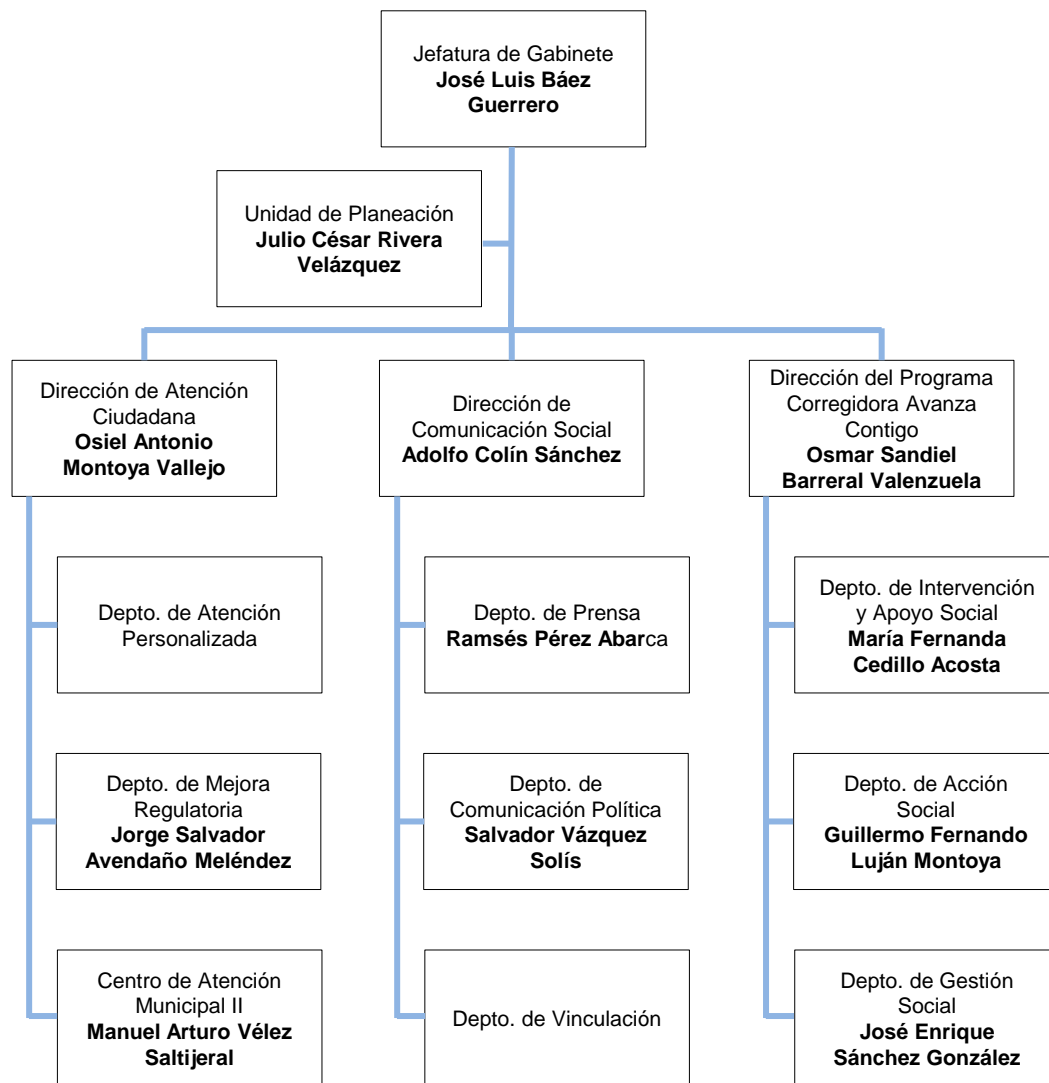 Jefatura de Gabinete
José Luis Báez
Guerrero
Unidad de Planeación
Julio César Rivera
Velázquez
Dirección de Atención
Ciudadana
Osiel Antonio
Montoya Vallejo
Dirección de
Comunicación Social
Adolfo Colín Sánchez
Dirección del Programa
Corregidora Avanza
Contigo
Osmar Sandiel
Barreral Valenzuela
Depto. de Atención
Personalizada
Depto. de Prensa
Ramsés Pérez Abarca
Depto. de Intervención
y Apoyo Social
María Fernanda
Cedillo Acosta
Depto. de Mejora
Regulatoria
Jorge Salvador
Avendaño Meléndez
Depto. de
Comunicación Política
Salvador Vázquez
Solís
Depto. de Acción
Social
Guillermo Fernando
Luján Montoya
Centro de Atención
Municipal II
Manuel Arturo Vélez
Saltijeral
Depto. de Vinculación
Depto. de Gestión
Social
José Enrique
Sánchez González